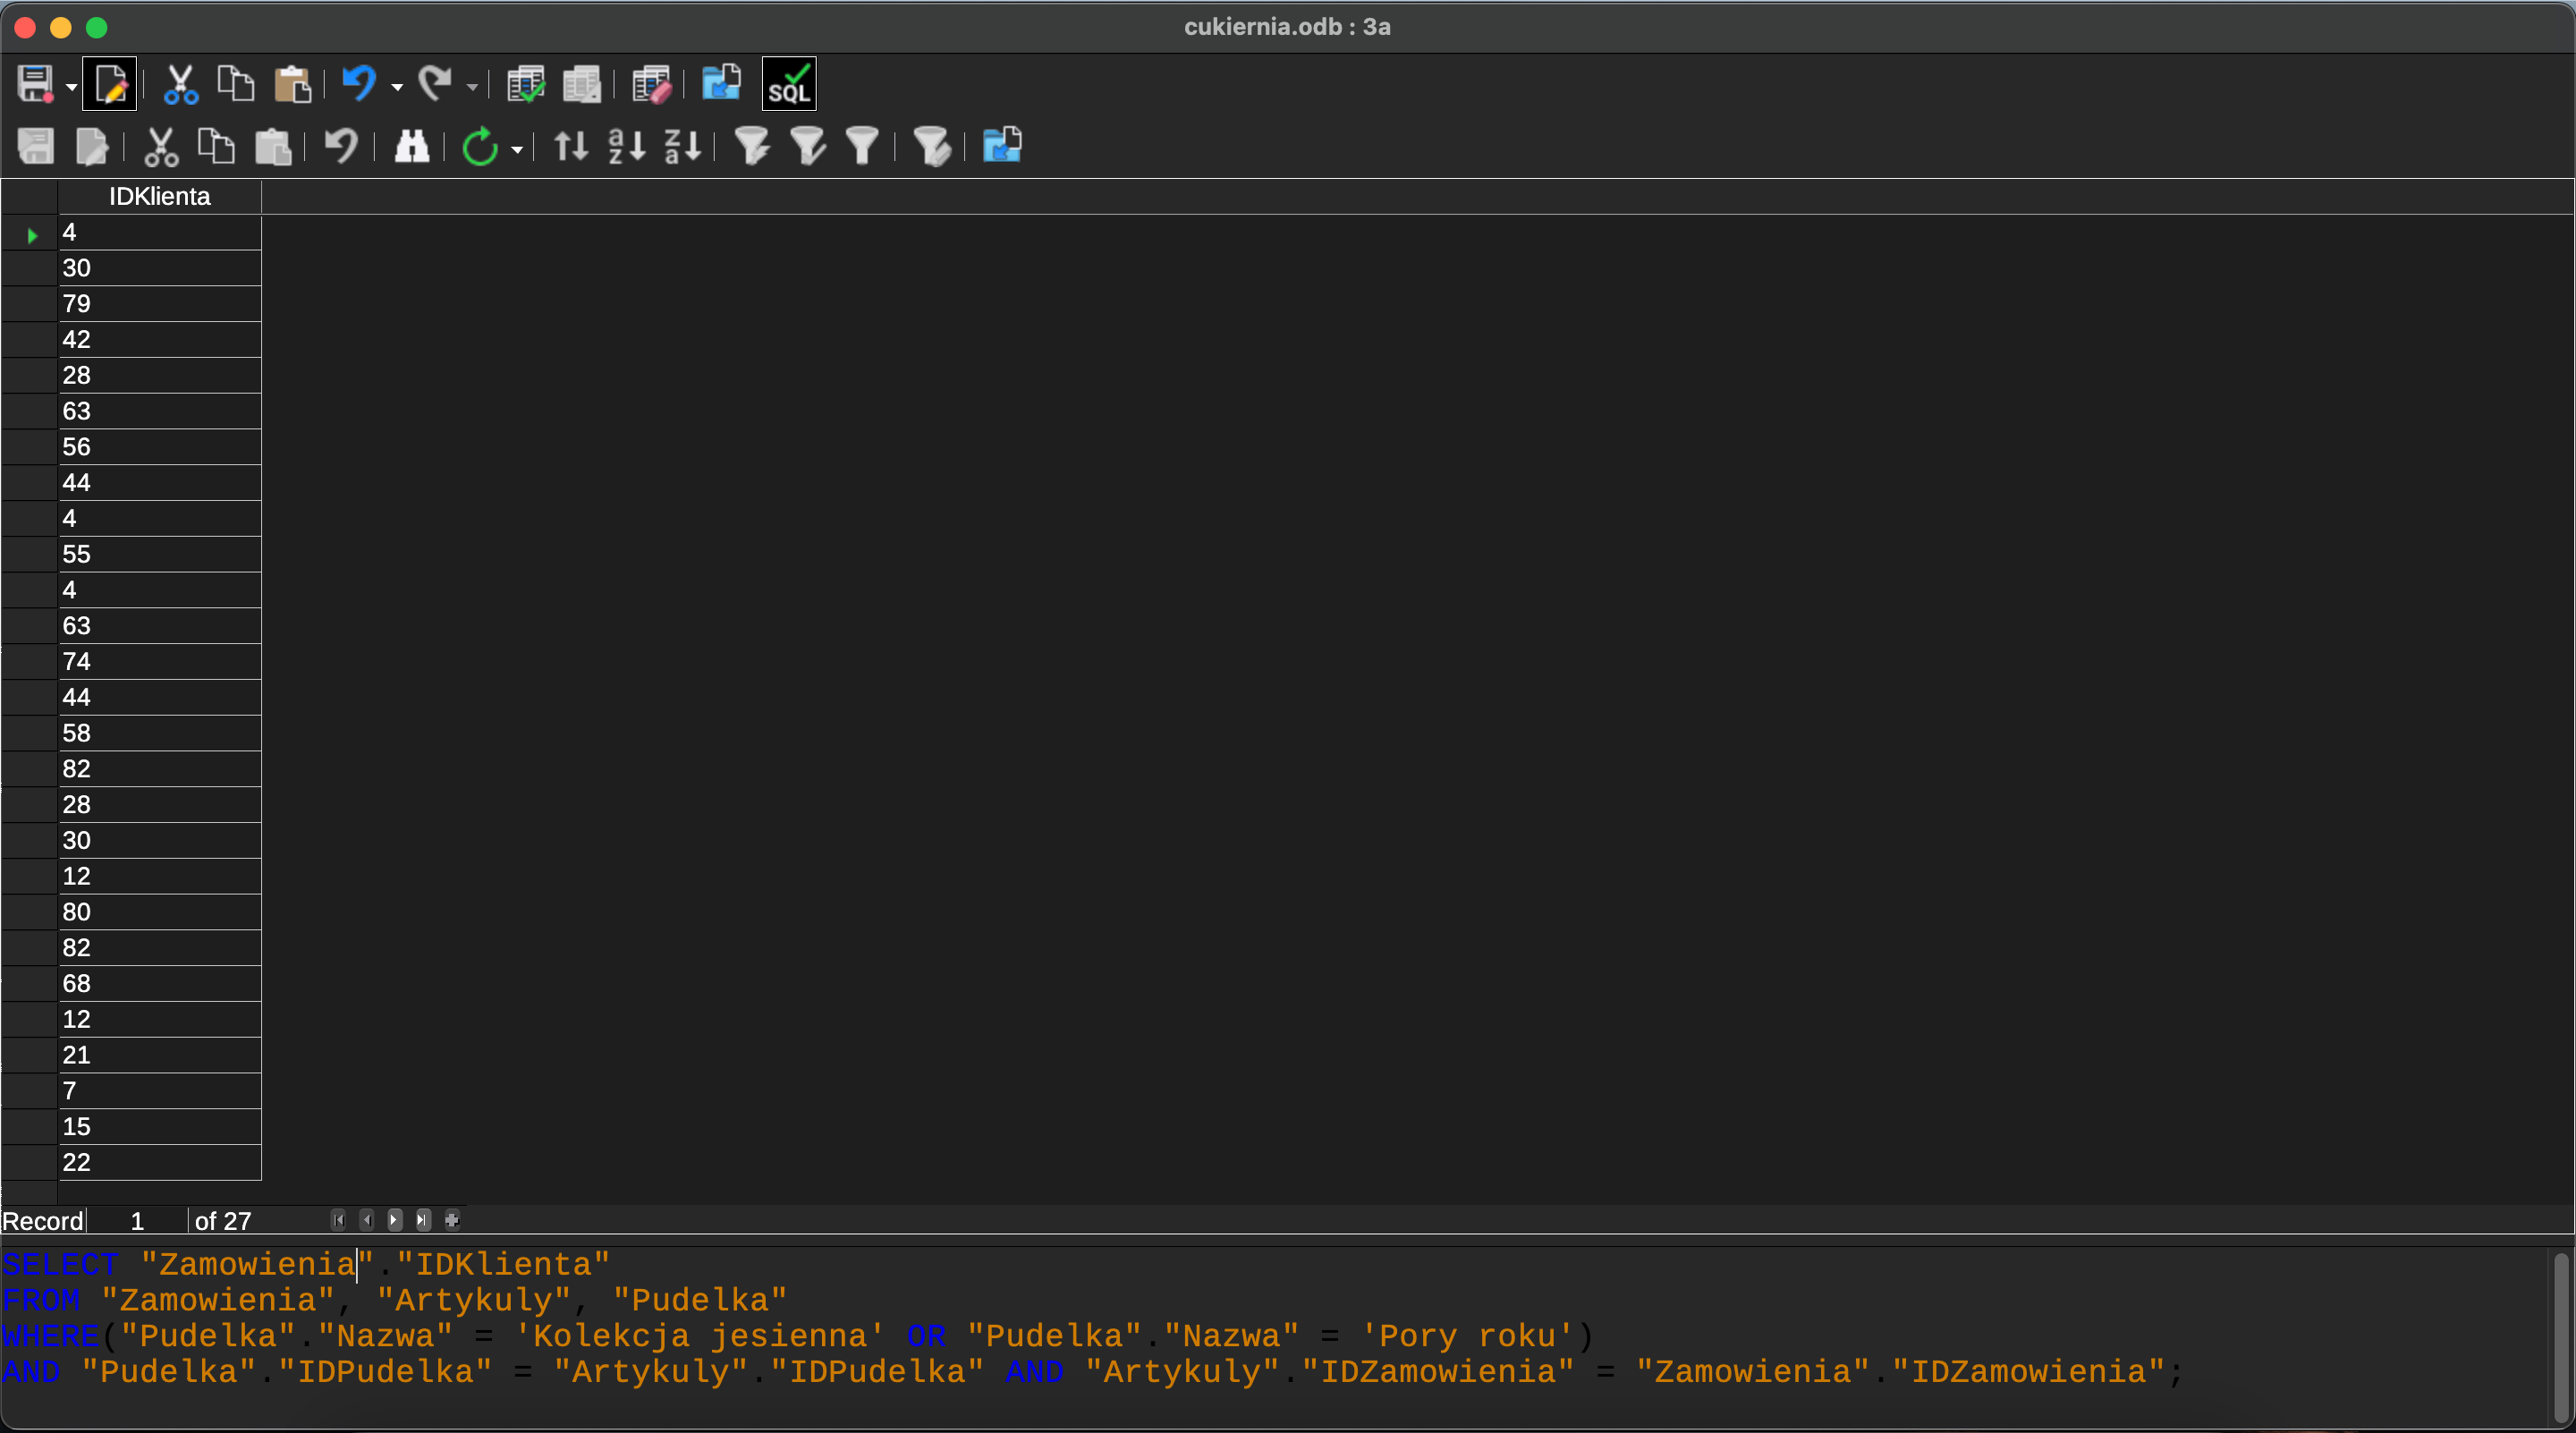 cukiernia.odb : 3a
SQL
a
z
z
a
IDKlienta
4
30
79
42
28
63
56
44
4
55
4
63
74
44
58
82
28
30
12
80
82
68
12
21
7
15
22
Record 1 of 27
SELECT "Zamowienia"."IDKlienta"
FROM "Zamowienia", "Artykuly", "Pudelka"
WHERE("Pudelka"."Nazwa" = 'Kolekcja jesienna' OR "Pudelka"."Nazwa" = 'Pory roku')
AND "Pudelka"."IDPudelka" = "Artykuly"."IDPudelka" AND "Artykuly"."IDZamowienia" = "Zamowienia"."IDZamowienia";